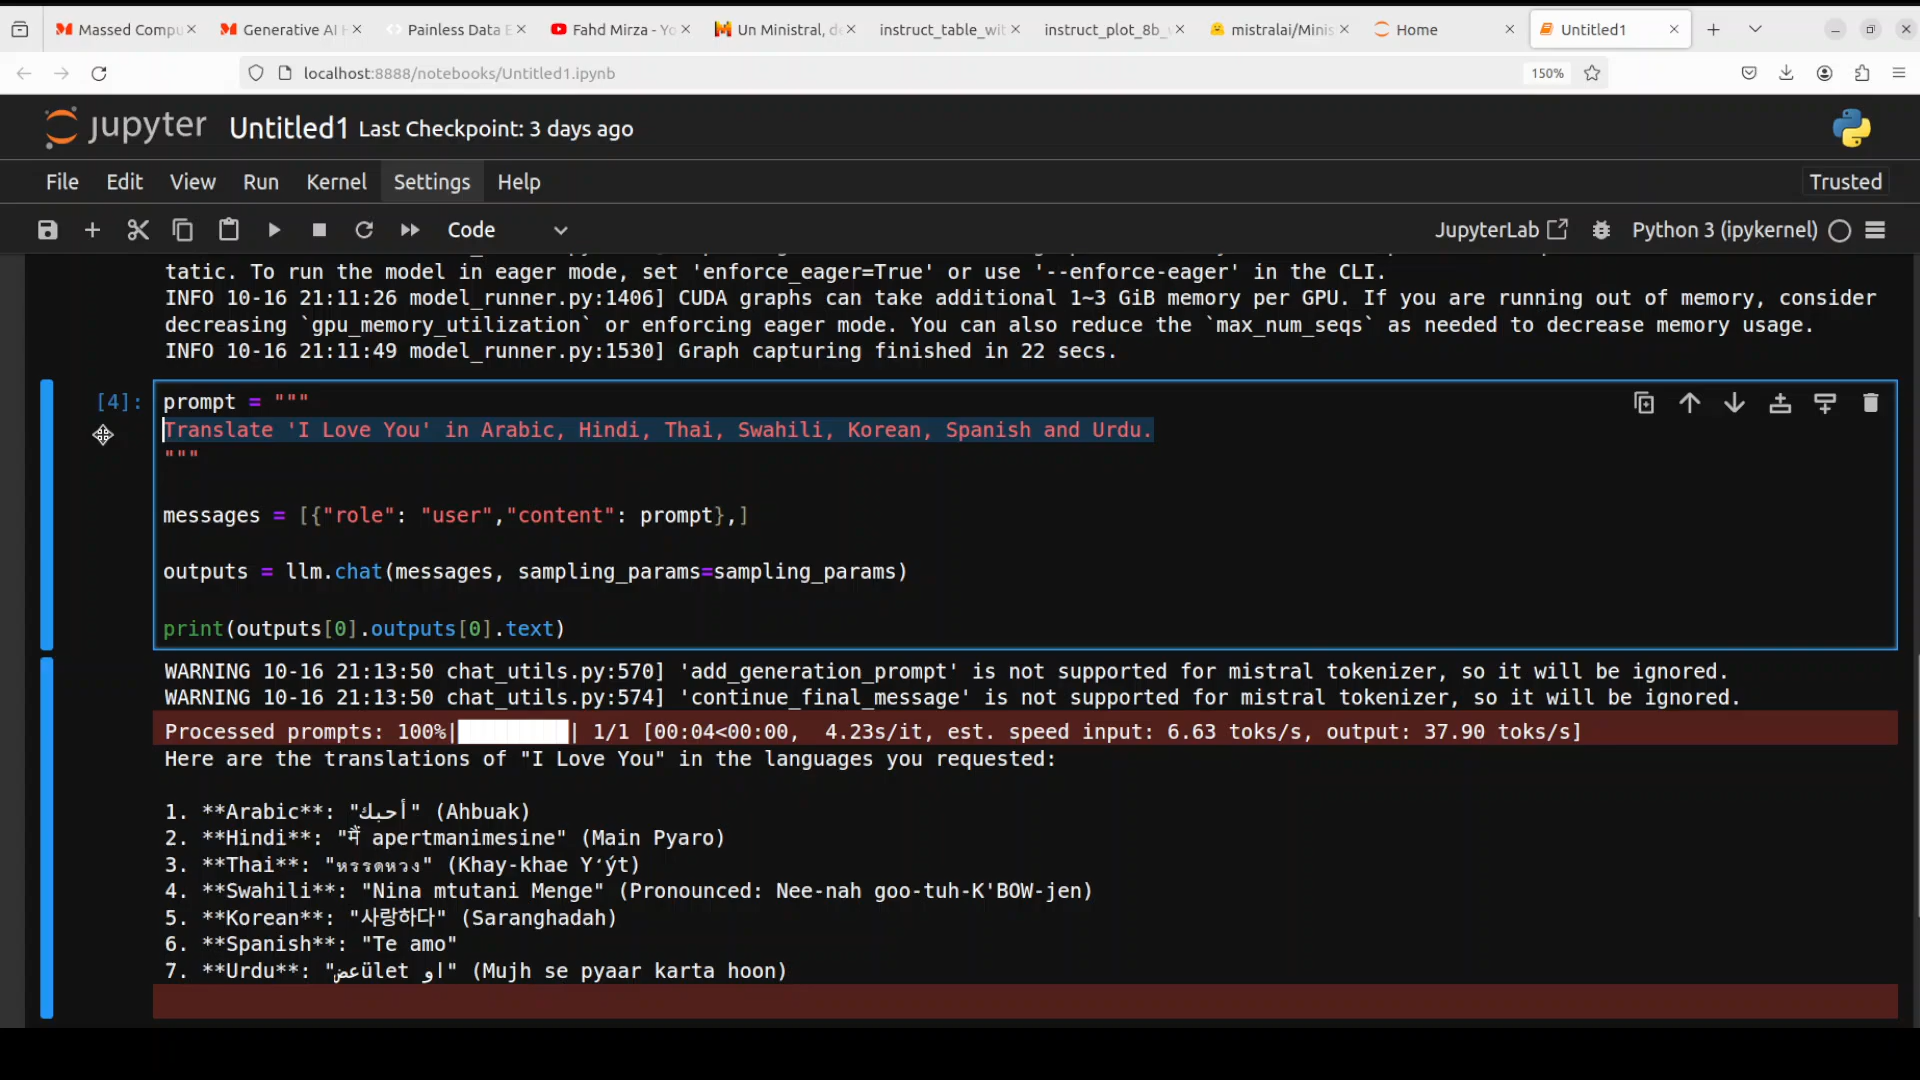 Massed Compu
Generative AI H
Painless Data E
Fahd Mirza - Yo
Un Ministral, de
instruct_table_wit
instruct_plot_8b_
mistralai/Minis
Home
Untitled1
localhost:8888/notebooks/Untitled1.ipynb
150%
jupyter Untitled1 Last Checkpoint: 3 days ago
File Edit View Run Kernel Settings Help
Trusted
Code
JupyterLab
Python 3 (ipykernel)
tatic. To run the model in eager mode, set 'enforce_eager=True' or use '--enforce-eager' in the CLI.
INFO 10-16 21:11:26 model_runner.py:1406] CUDA graphs can take additional 1~3 GiB memory per GPU. If you are running out of memory, consider
decreasing `gpu_memory_utilization` or enforcing eager mode. You can also reduce the `max_num_seqs` as needed to decrease memory usage.
INFO 10-16 21:11:49 model_runner.py:1530] Graph capturing finished in 22 secs.
[4]:
prompt = """
Translate 'I Love You' in Arabic, Hindi, Thai, Swahili, Korean, Spanish and Urdu.
"""
messages = [{"role": "user","content": prompt},]
outputs = llm.chat(messages, sampling_params=sampling_params)
print(outputs[0].outputs[0].text)
WARNING 10-16 21:13:50 chat_utils.py:570] 'add_generation_prompt' is not supported for mistral tokenizer, so it will be ignored.
WARNING 10-16 21:13:50 chat_utils.py:574] 'continue_final_message' is not supported for mistral tokenizer, so it will be ignored.
Processed prompts: 100%|██████████| 1/1 [00:04<00:00,  4.23s/it, est. speed input: 6.63 toks/s, output: 37.90 toks/s]
Here are the translations of "I Love You" in the languages you requested:
1. **Arabic**: "أحبك" (Ahbuak)
2. **Hindi**: "मैं apertmanimesine" (Main Pyaro)
3. **Thai**: "หรรดหวง" (Khay-khae Yʻýt)
4. **Swahili**: "Nina mtutani Menge" (Pronounced: Nee-nah goo-tuh-K'BOW-jen)
5. **Korean**: "사랑하다" (Saranghadah)
6. **Spanish**: "Te amo"
7. **Urdu**: "عضület او" (Mujh se pyaar karta hoon)